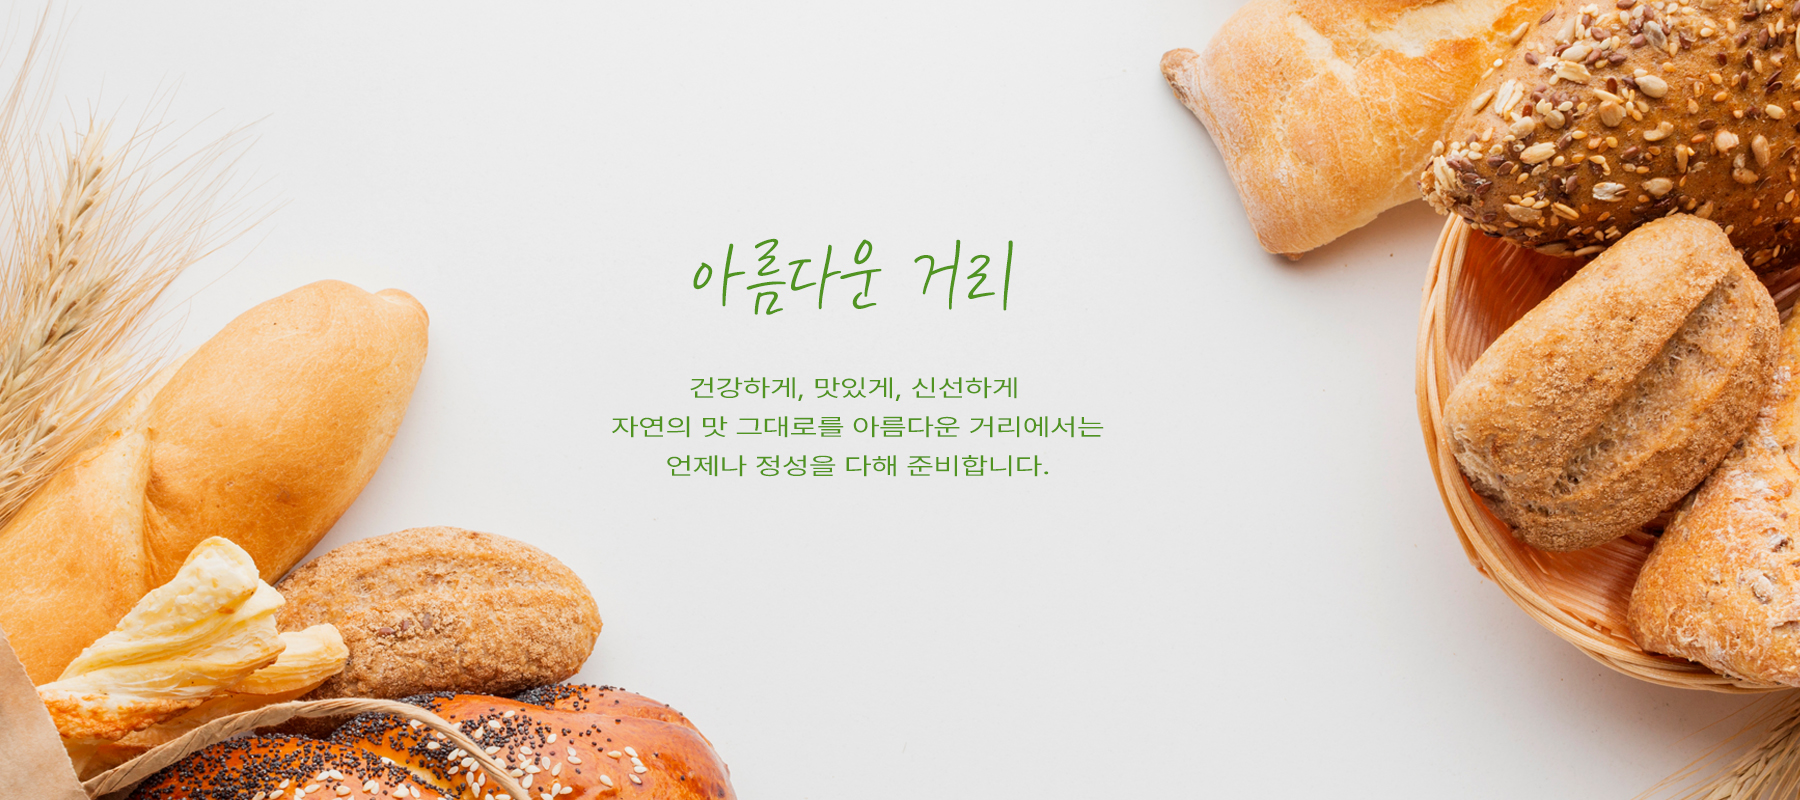 아름다운 거리
건강하게, 맛있게, 신선하게
자연의 맛 그대로를 아름다운 거리에서는
언제나 정성을 다해 준비합니다.